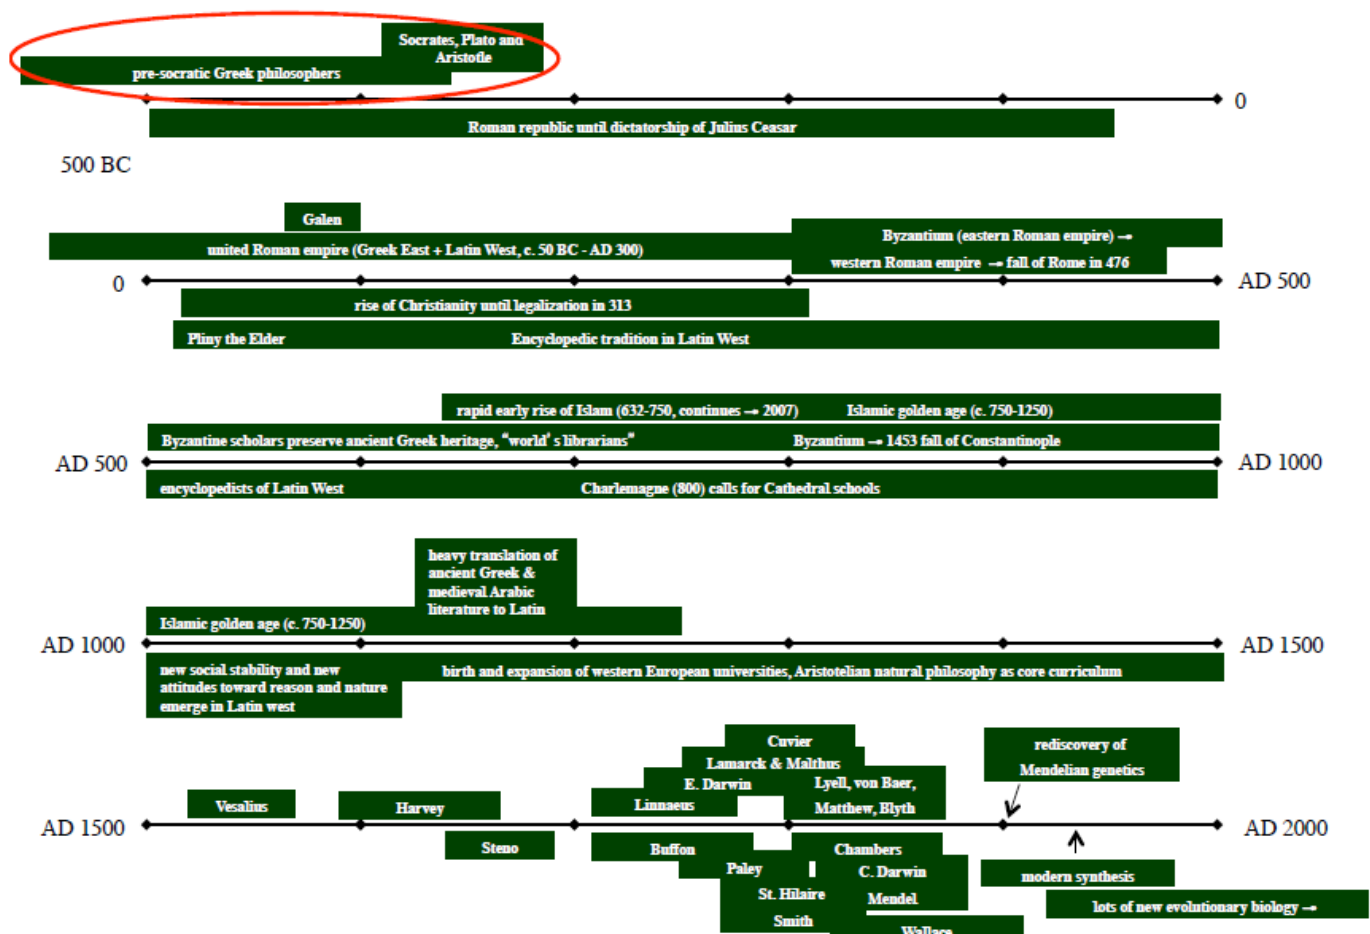 Socrates, Plato and
Aristotle
pre-socratic Greek philosophers
0
Roman republic until dictatorship of Julius Ceasar
500 BC
Galen
united Roman empire (Greek East + Latin West, c. 50 BC - AD 300)
Byzantium (eastern Roman empire) →
western Roman empire → fall of Rome in 476
0
AD 500
rise of Christianity until legalization in 313
Pliny the Elder
Encyclopedic tradition in Latin West
rapid early rise of Islam (632-750, continues → 2007)
Islamic golden age (c. 750-1250)
Byzantine scholars preserve ancient Greek heritage, "world's librarians"
Byzantium → 1453 fall of Constantinople
AD 500
AD 1000
encyclopedists of Latin West
Charlemagne (800) calls for Cathedral schools
heavy translation of
ancient Greek &
medieval Arabic
literature to Latin
Islamic golden age (c. 750-1250)
AD 1000
AD 1500
new social stability and new
attitudes toward reason and nature
emerge in Latin west
birth and expansion of western European universities, Aristotelian natural philosophy as core curriculum
Cuvier
Lamarck & Malthus
E. Darwin
Lyell, von Baer,
Matthew, Blyth
rediscovery of
Mendelian genetics
Vesalius
Harvey
Linnaeus
AD 1500
AD 2000
Steno
Buffon
Chambers
Paley
C. Darwin
modern synthesis
St. Hilaire
Mendel
lots of new evolutionary biology →
Smith
Wallace